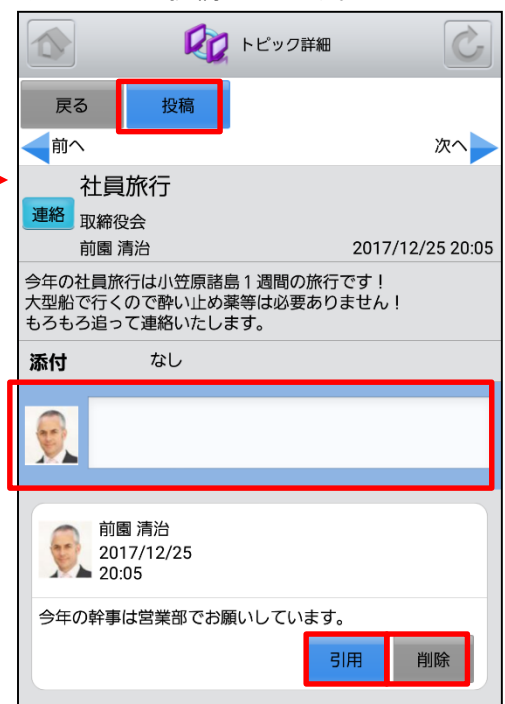 トピック詳細
戻る 投稿
前へ 次へ
社員旅行
連絡 取締役会
前園 清治 2017/12/25 20:05
今年の社員旅行は小笠原諸島１週間の旅行です！
大型船で行くので酔い止め薬等は必要ありません！
もろもろ追って連絡いたします。
添付 なし
前園 清治
2017/12/25
20:05
今年の幹事は営業部でお願いしています。
引用 削除